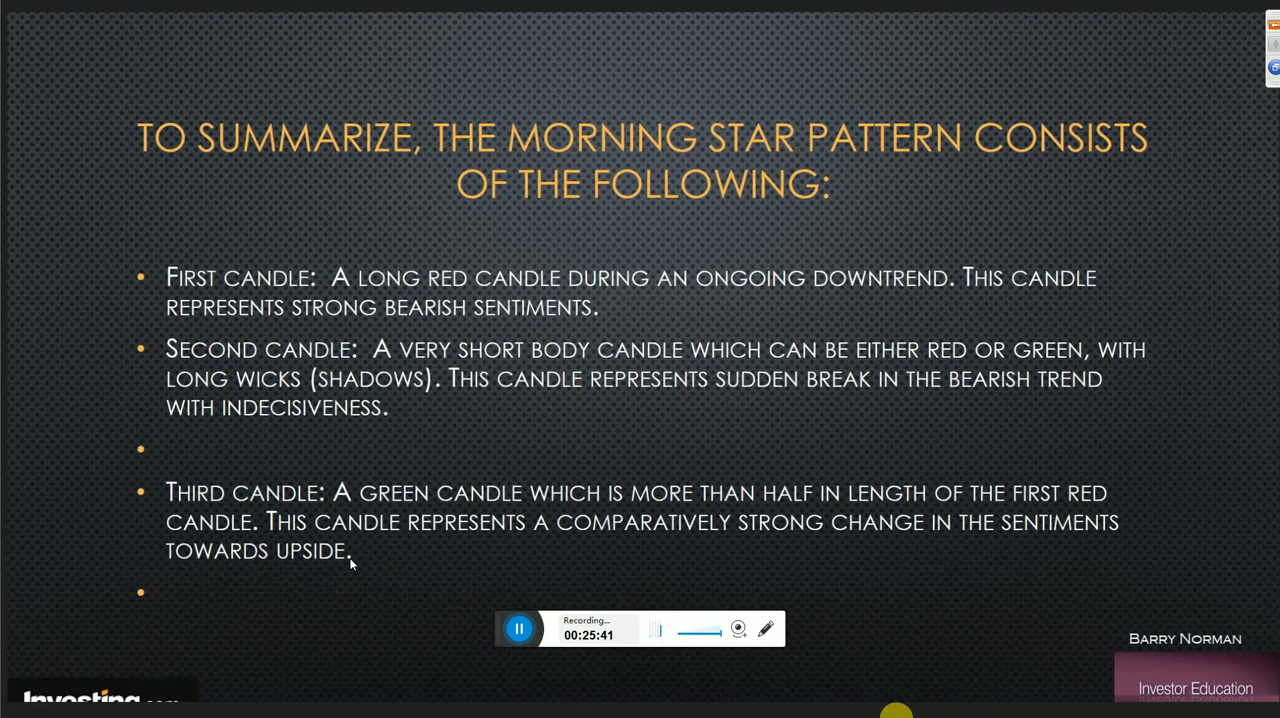 TO SUMMARIZE, THE MORNING STAR PATTERN CONSISTS
OF THE FOLLOWING:
• FIRST CANDLE: A LONG RED CANDLE DURING AN ONGOING DOWNTREND. THIS CANDLE
REPRESENTS STRONG BEARISH SENTIMENTS.
• SECOND CANDLE: A VERY SHORT BODY CANDLE WHICH CAN BE EITHER RED OR GREEN, WITH
LONG WICKS (SHADOWS). THIS CANDLE REPRESENTS SUDDEN BREAK IN THE BEARISH TREND
WITH INDECISIVENESS.
•
• THIRD CANDLE: A GREEN CANDLE WHICH IS MORE THAN HALF IN LENGTH OF THE FIRST RED
CANDLE. THIS CANDLE REPRESENTS A COMPARATIVELY STRONG CHANGE IN THE SENTIMENTS
TOWARDS UPSIDE.
•
Recording...
00:25:41
BARRY NORMAN
Investor Education
Investing.com